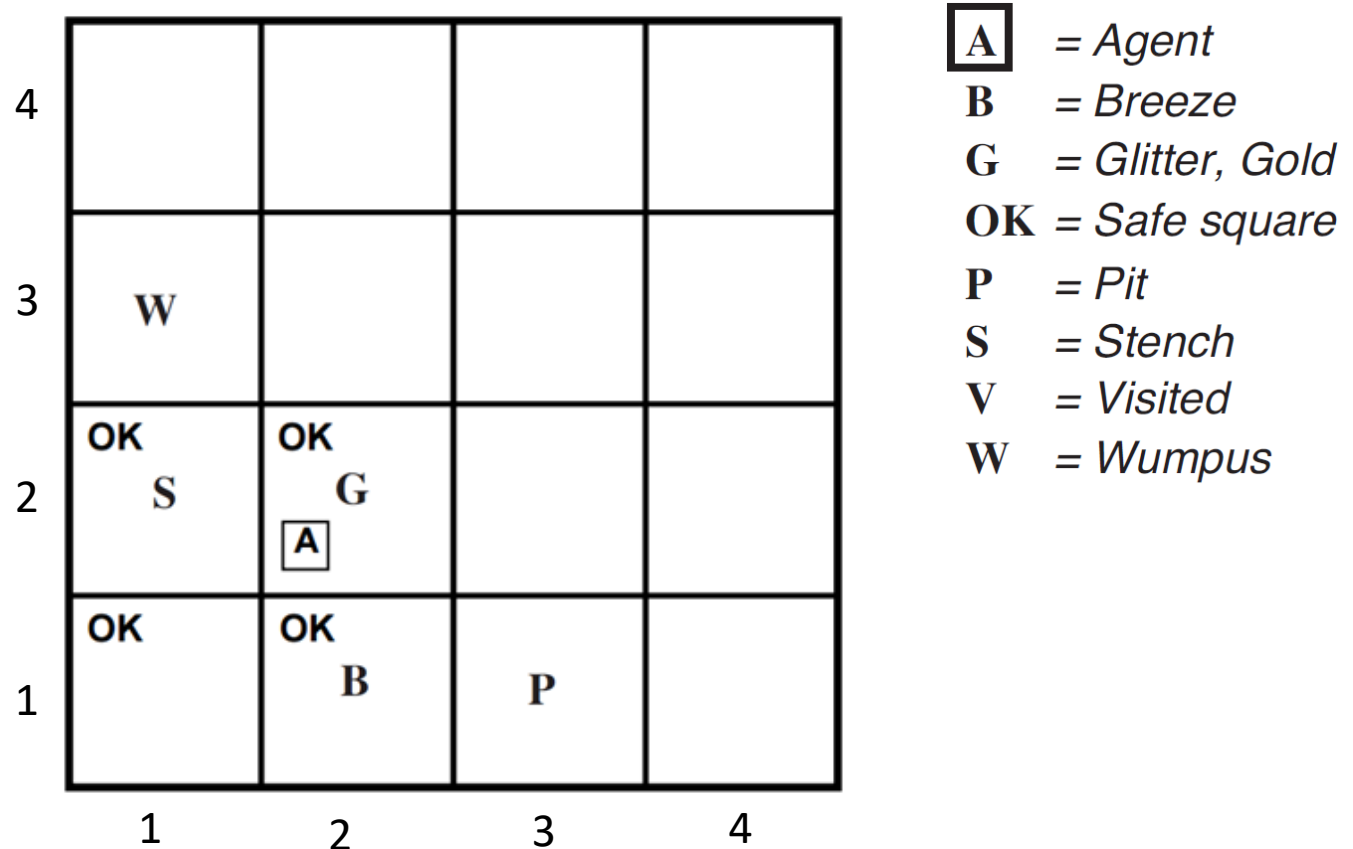 4
3
W
2
OK
S
OK
G
A
1
OK
OK
B
P
1 2 3 4
A = Agent
B = Breeze
G = Glitter, Gold
OK = Safe square
P = Pit
S = Stench
V = Visited
W = Wumpus